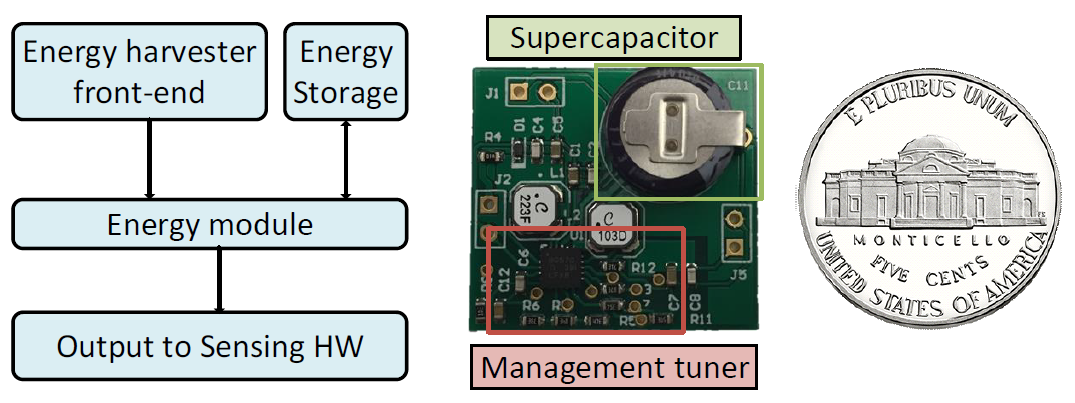 Energy harvester
front-end
Energy
Storage
Energy module
Output to Sensing HW
Supercapacitor
C11
J1
D1
C4
C5
R4
C1
J2
L1
223F
103D
C6
C12
R12
J5
R6
C7
C8
R11
Management tuner
E PLURIBUS UNUM
MONTICELLO
FIVE CENTS
UNITED STATES OF AMERICA